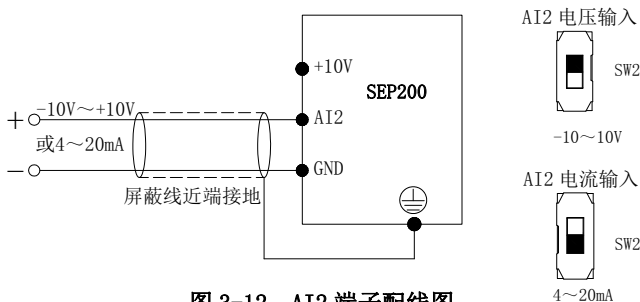 AI2 电压输入
+10V
SEP200
SW2
-10V～+10V
+
AI2
或4～20mA
-10～10V
－
GND
屏蔽线近端接地
AI2 电流输入
SW2
图 3-12  AI2 端子配线图
4～20mA